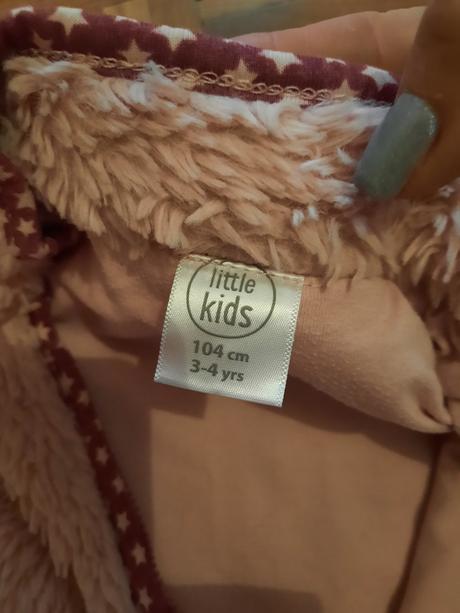 little
kids
104 cm
3-4 yrs